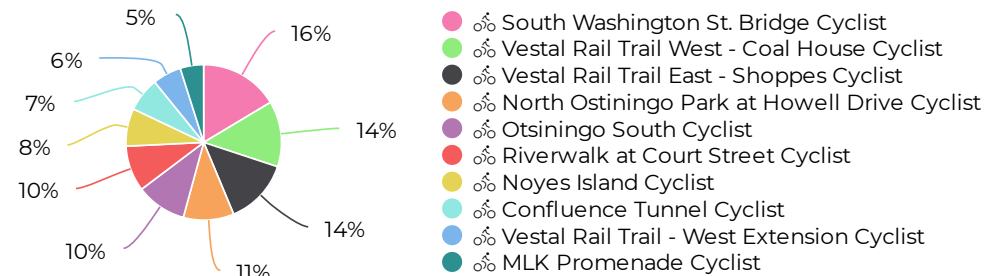 5%
16%
6%
7%
14%
8%
10%
14%
10%
11%
South Washington St. Bridge Cyclist
Vestal Rail Trail West - Coal House Cyclist
Vestal Rail Trail East - Shoppes Cyclist
North Ostiningo Park at Howell Drive Cyclist
Otsiningo South Cyclist
Riverwalk at Court Street Cyclist
Noyes Island Cyclist
Confluence Tunnel Cyclist
Vestal Rail Trail - West Extension Cyclist
MLK Promenade Cyclist